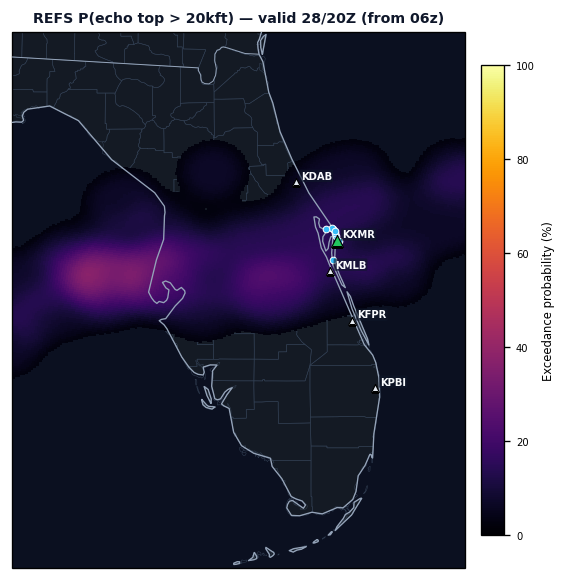 REFS P(echo top > 20kft) — valid 28/20Z (from 06z)
KDAB
KXMR
KMLB
KFPR
KPBI
100
80
60
40
20
0
Exceedance probability (%)